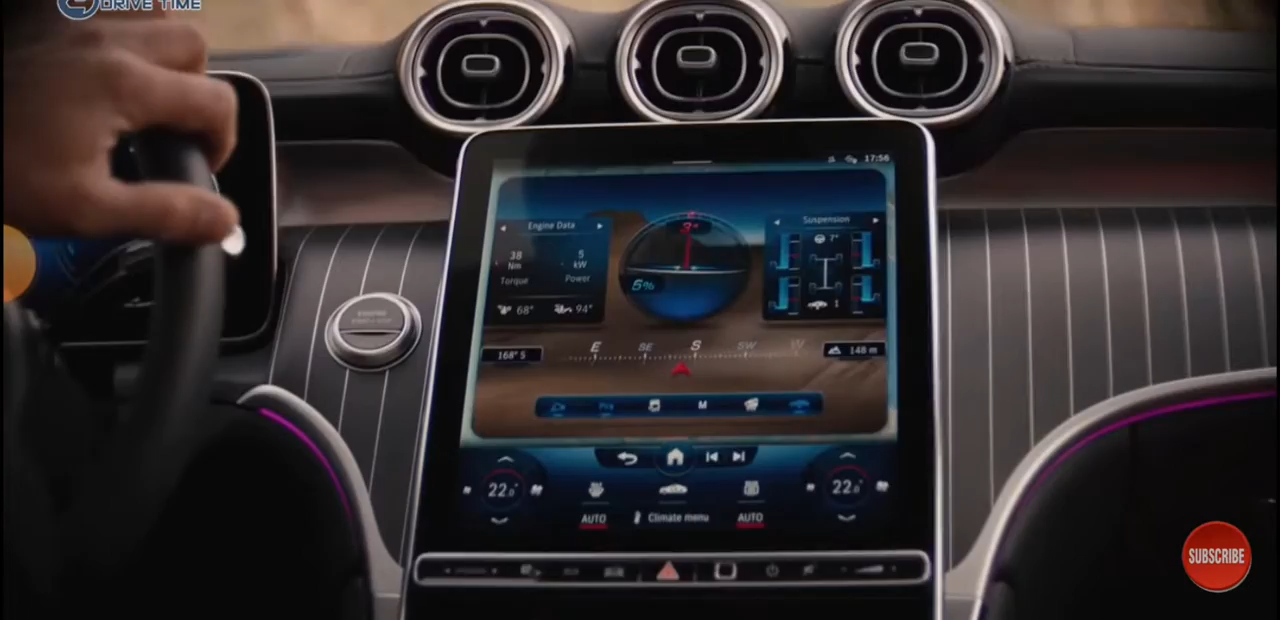 DRIVE TIME
17:56
Engine Data
Suspension
3°
7°
38
5
Nm
kW
Torque
Power
5%
68°
94°
1
E SE S SW W
168° S
148 m
M
22.0°
22.0°
AUTO
Climate menu
AUTO
SUBSCRIBE